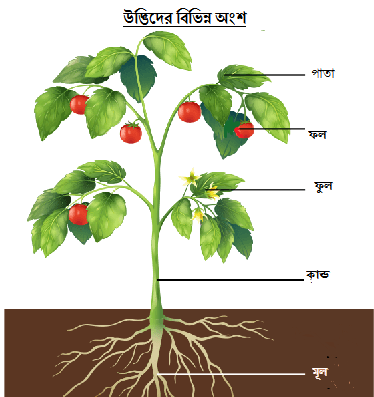 উদ্ভিদের বিভিন্ন অংশ
পাতা
ফল
ফুল
কান্ড
মূল